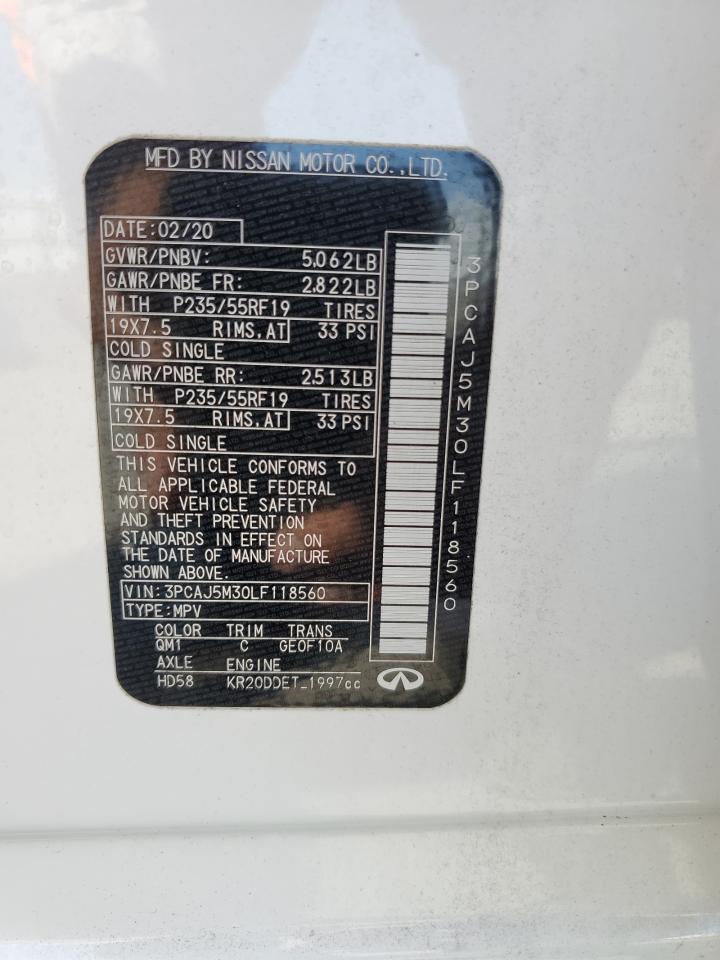 MFD BY NISSAN MOTOR CO.,LTD.
DATE:02/20
GVWR/PNBV: 5,062LB
GAWR/PNBE FR: 2,822LB
WITH P235/55RF19 TIRES
19X7.5 RIMS,AT 33 PSI
COLD SINGLE
GAWR/PNBE RR: 2,513LB
WITH P235/55RF19 TIRES
19X7.5 RIMS,AT 33 PSI
COLD SINGLE
THIS VEHICLE CONFORMS TO
ALL APPLICABLE FEDERAL
MOTOR VEHICLE SAFETY
AND THEFT PREVENTION
STANDARDS IN EFFECT ON
THE DATE OF MANUFACTURE
SHOWN ABOVE.
VIN:3PCAJ5M30LF118560
TYPE:MPV
COLOR TRIM TRANS
QM1 C GE0F10A
AXLE ENGINE
HD58 KR20DDET_1997cc
3PCAJ5M30LF118560